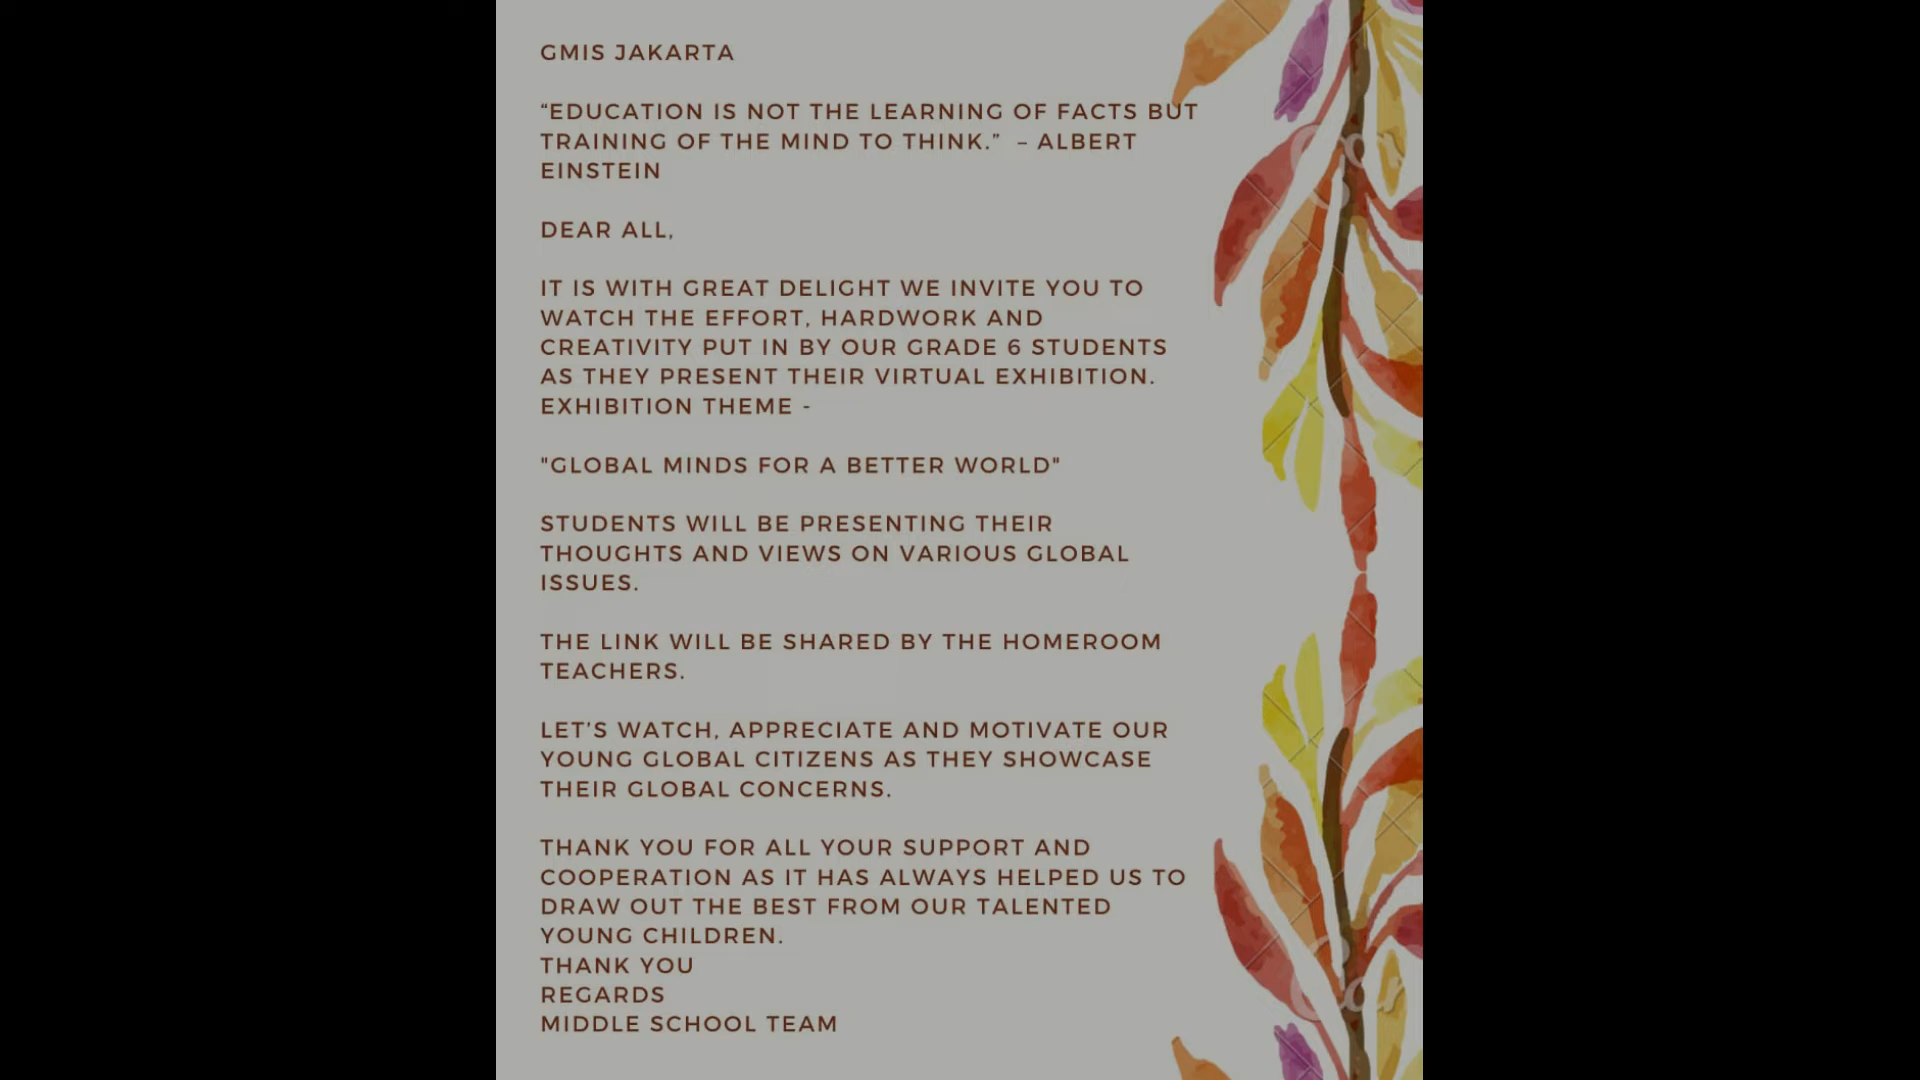 GMIS JAKARTA
“EDUCATION IS NOT THE LEARNING OF FACTS BUT
TRAINING OF THE MIND TO THINK.” – ALBERT
EINSTEIN
DEAR ALL,
IT IS WITH GREAT DELIGHT WE INVITE YOU TO
WATCH THE EFFORT, HARDWORK AND
CREATIVITY PUT IN BY OUR GRADE 6 STUDENTS
AS THEY PRESENT THEIR VIRTUAL EXHIBITION.
EXHIBITION THEME -
"GLOBAL MINDS FOR A BETTER WORLD"
STUDENTS WILL BE PRESENTING THEIR
THOUGHTS AND VIEWS ON VARIOUS GLOBAL
ISSUES.
THE LINK WILL BE SHARED BY THE HOMEROOM
TEACHERS.
LET’S WATCH, APPRECIATE AND MOTIVATE OUR
YOUNG GLOBAL CITIZENS AS THEY SHOWCASE
THEIR GLOBAL CONCERNS.
THANK YOU FOR ALL YOUR SUPPORT AND
COOPERATION AS IT HAS ALWAYS HELPED US TO
DRAW OUT THE BEST FROM OUR TALENTED
YOUNG CHILDREN.
THANK YOU
REGARDS
MIDDLE SCHOOL TEAM